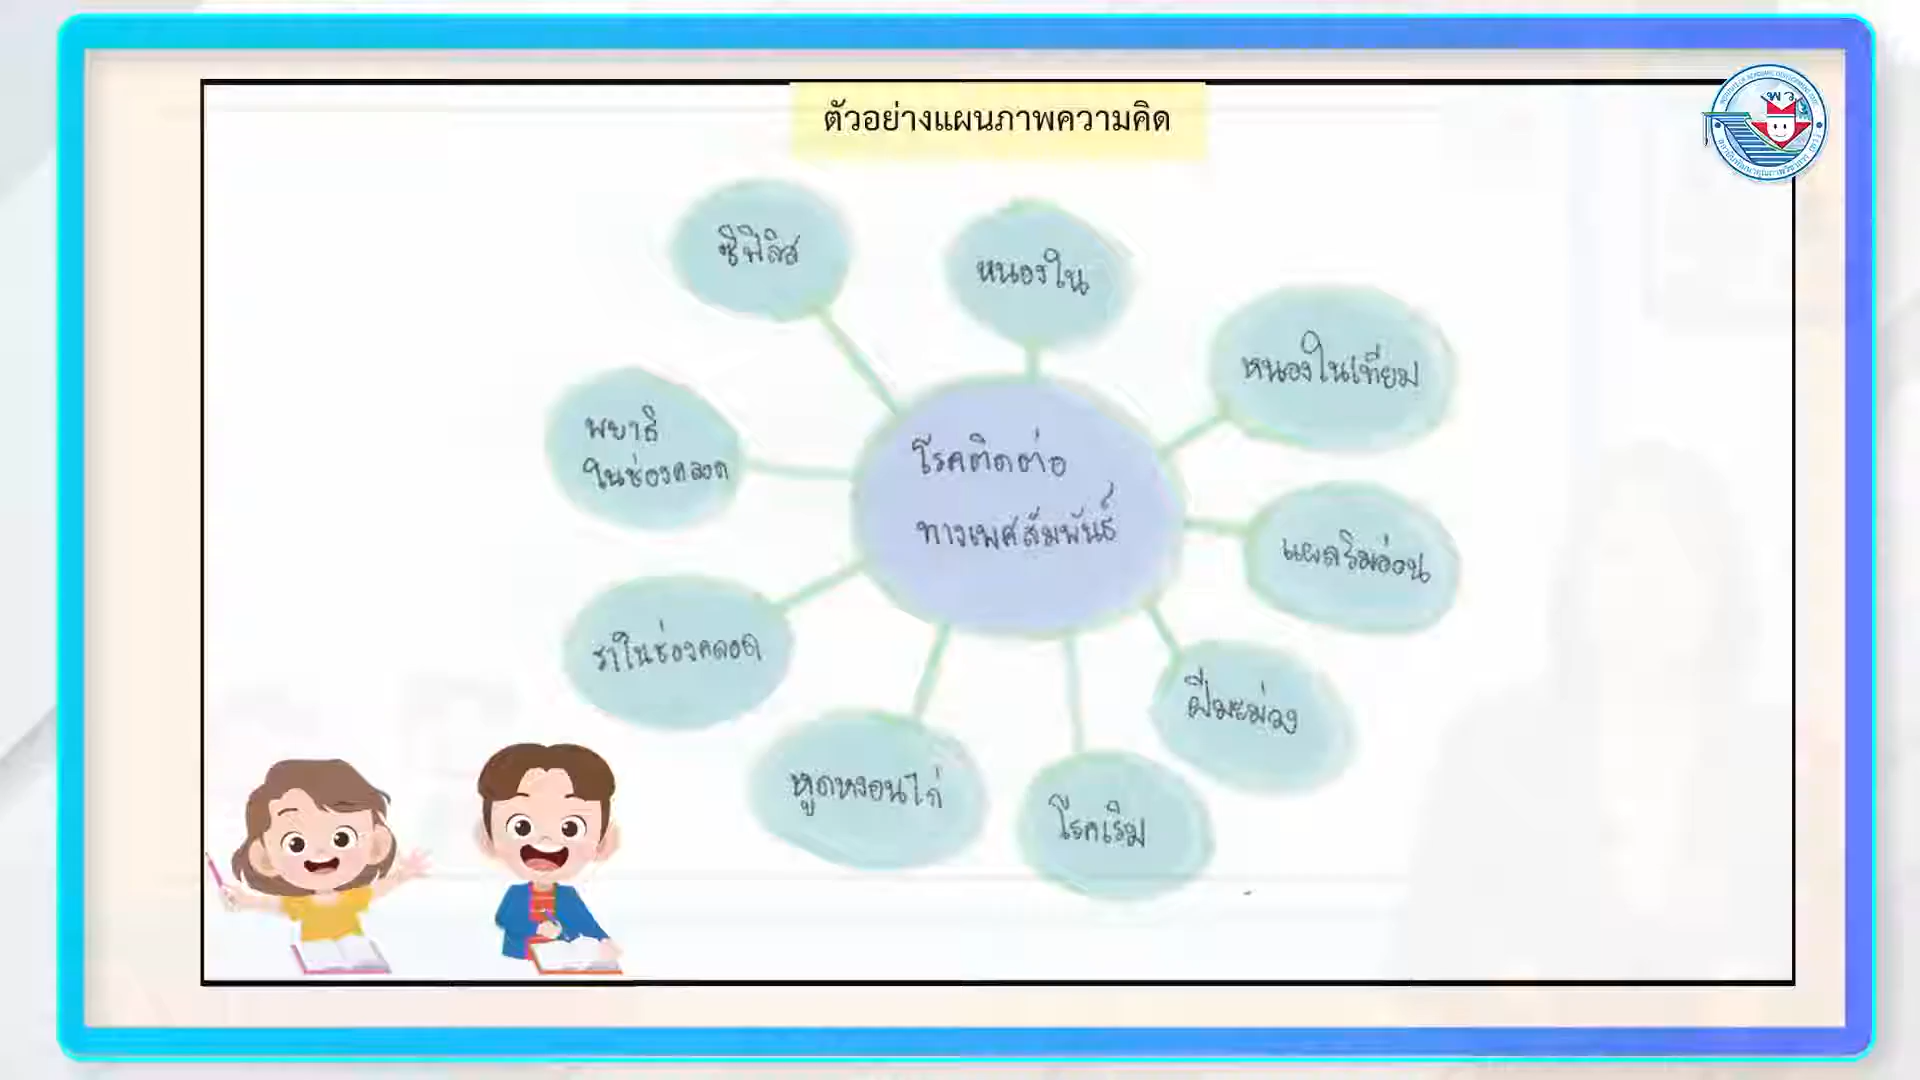 ตัวอย่างแผนภาพความคิด
พว
ซิฟิลิส
หนองใน
หนองในเทียม
พยาธิ
ในช่องคลอด
โรคติดต่อ
ทางเพศสัมพันธ์
แผลริมอ่อน
ราในช่องคลอด
ฝีมะม่วง
หูดหงอนไก่
โรคเริม